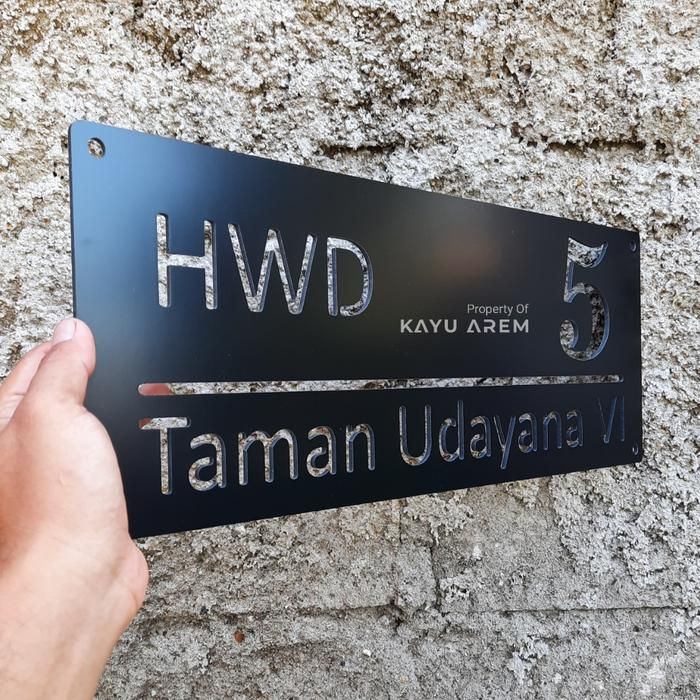 HWD 5
Property Of
KAYU AREM
Taman Udayana VI